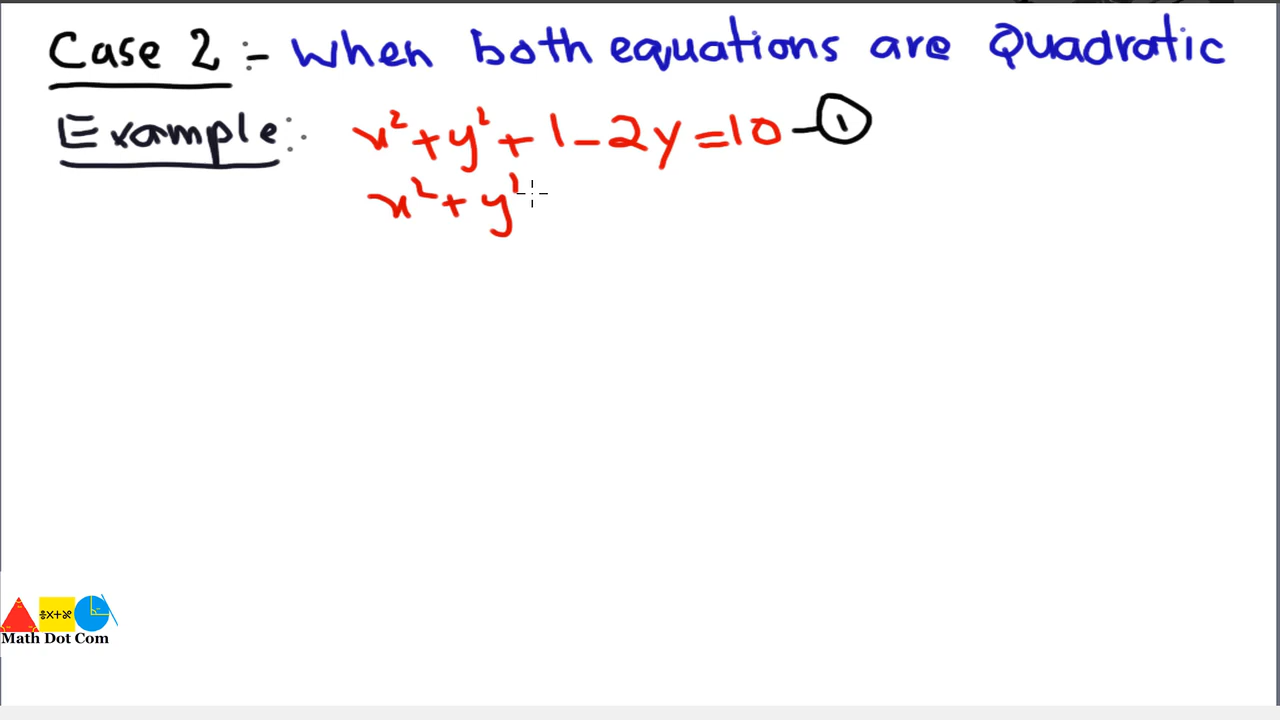 Case 2 :- When both equations are Quadratic
Example: x² + y² + 1 - 2y = 10 - ①
x² + y²
÷×+
Math Dot Com